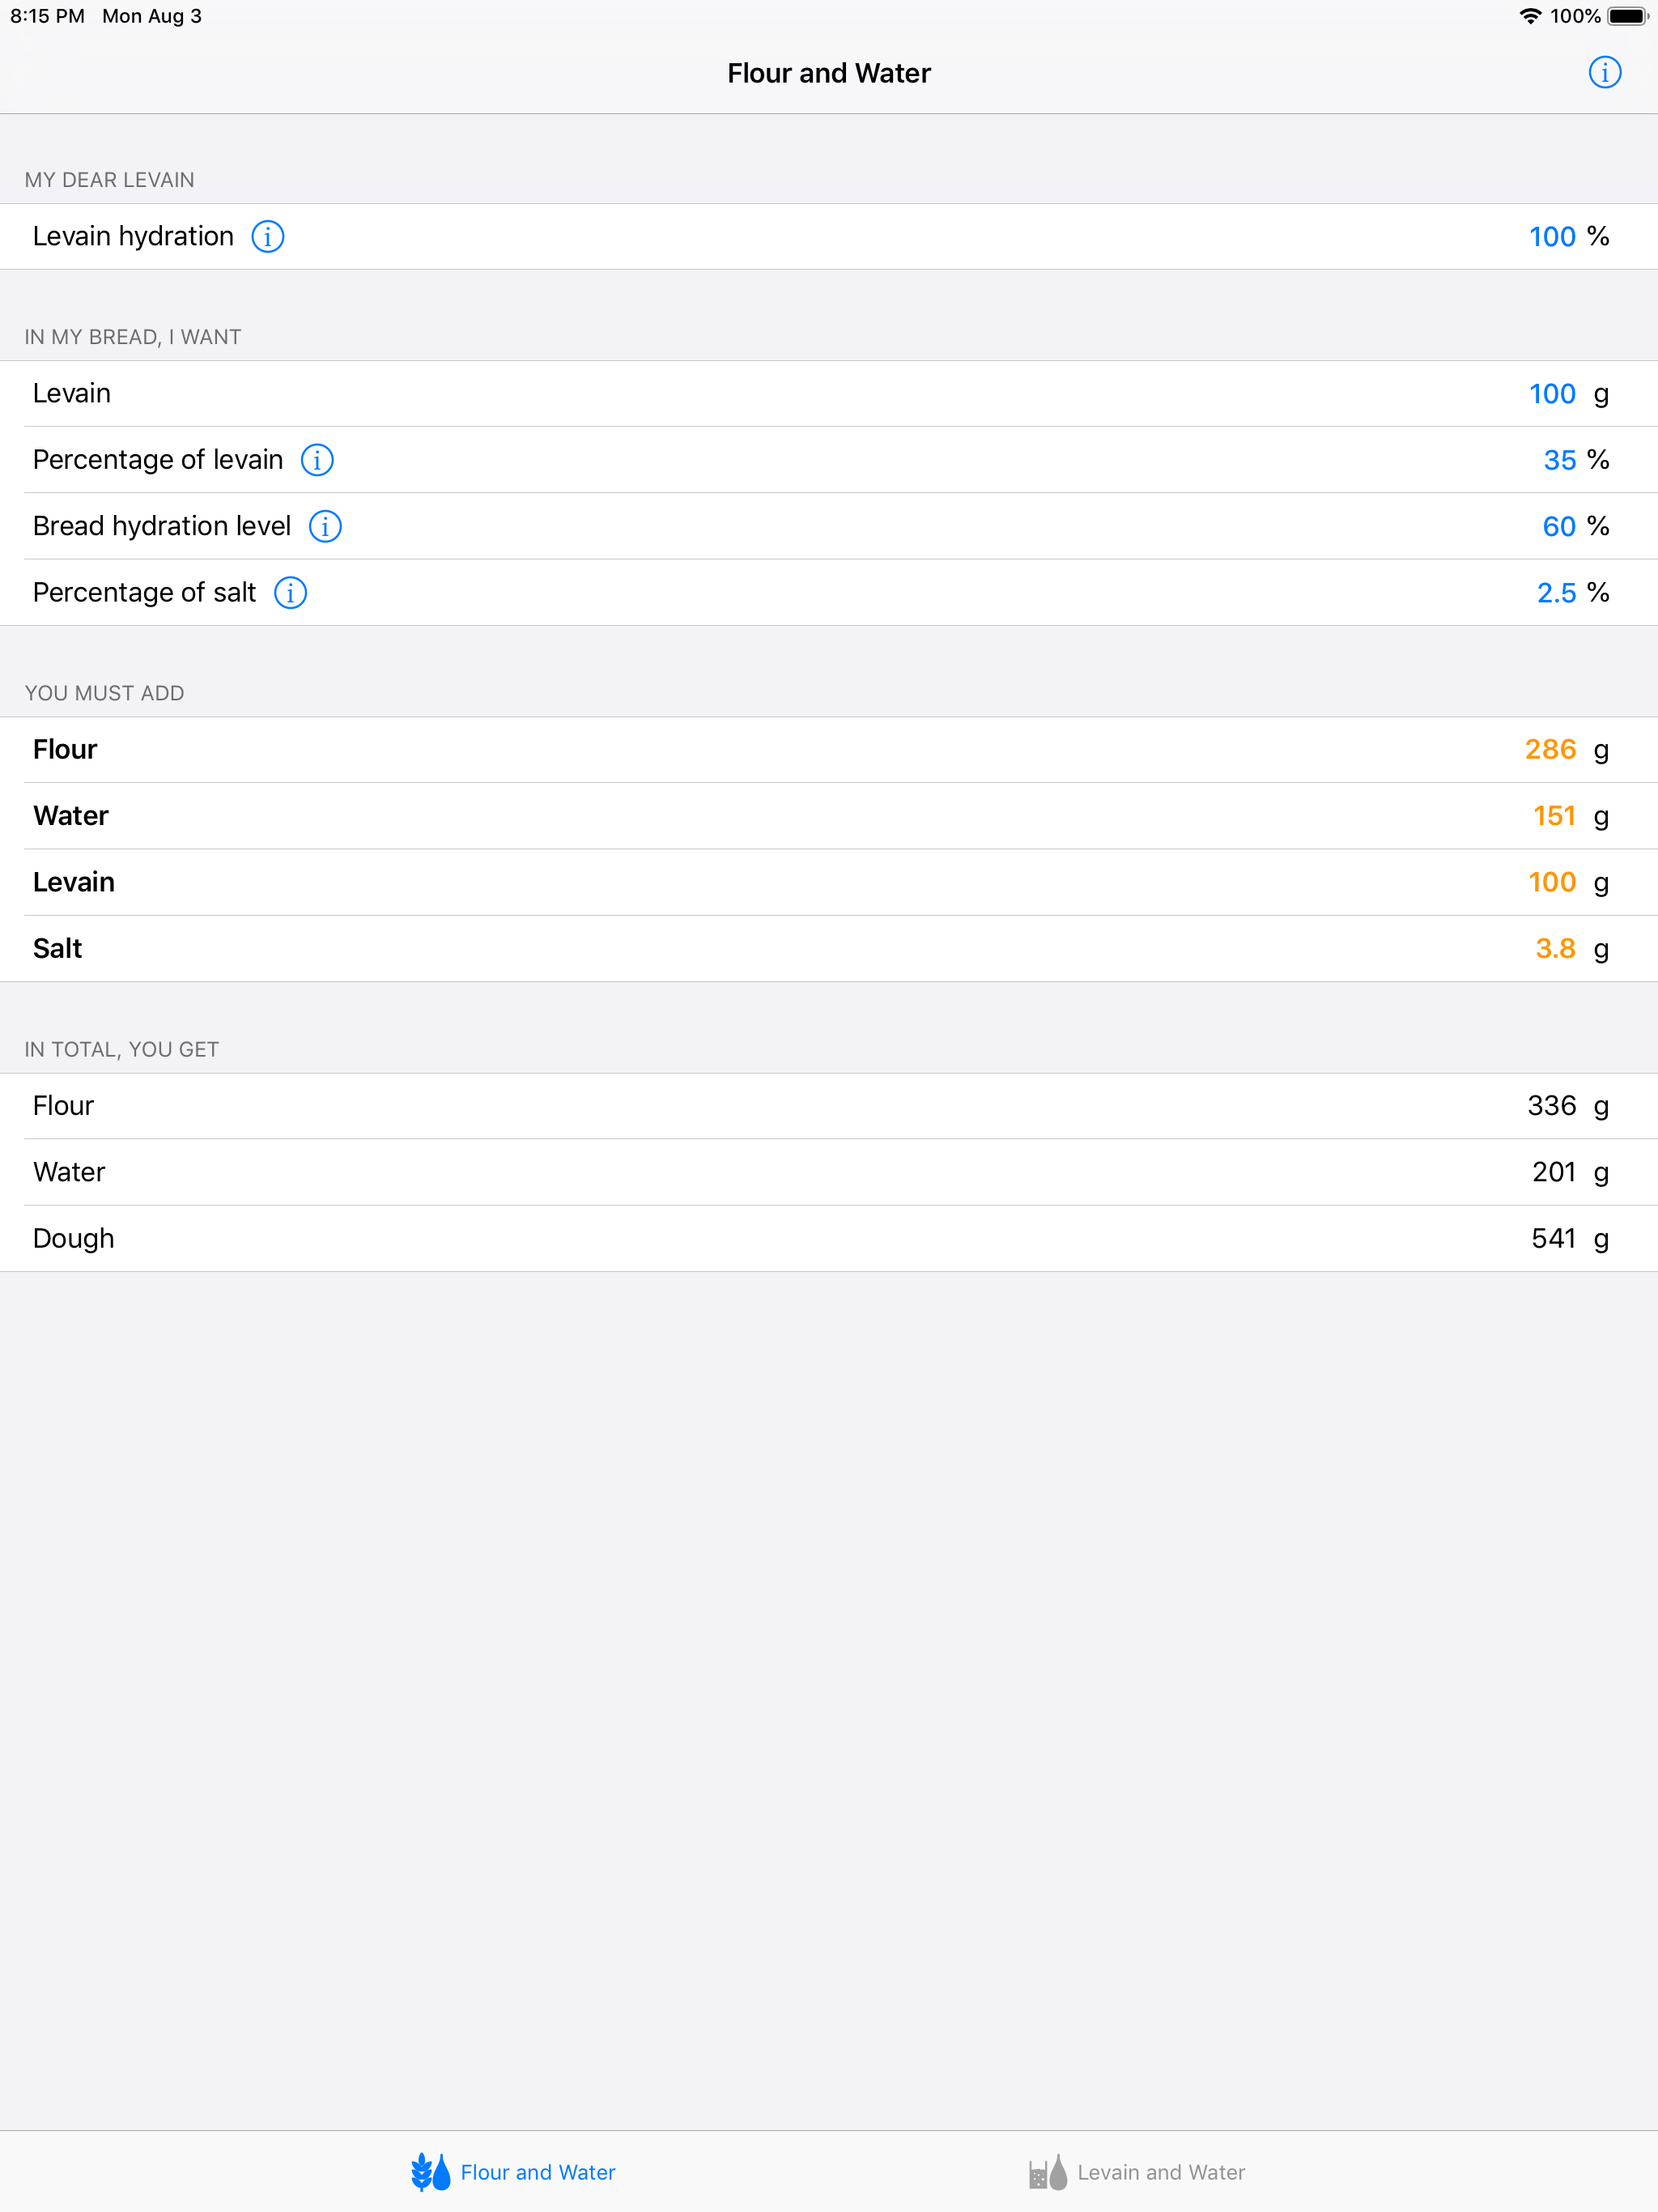 8:15 PM Mon Aug 3 100%
Flour and Water
MY DEAR LEVAIN
Levain hydration 100 %
IN MY BREAD, I WANT
Levain 100 g
Percentage of levain 35 %
Bread hydration level 60 %
Percentage of salt 2.5 %
YOU MUST ADD
Flour 286 g
Water 151 g
Levain 100 g
Salt 3.8 g
IN TOTAL, YOU GET
Flour 336 g
Water 201 g
Dough 541 g
Flour and Water Levain and Water